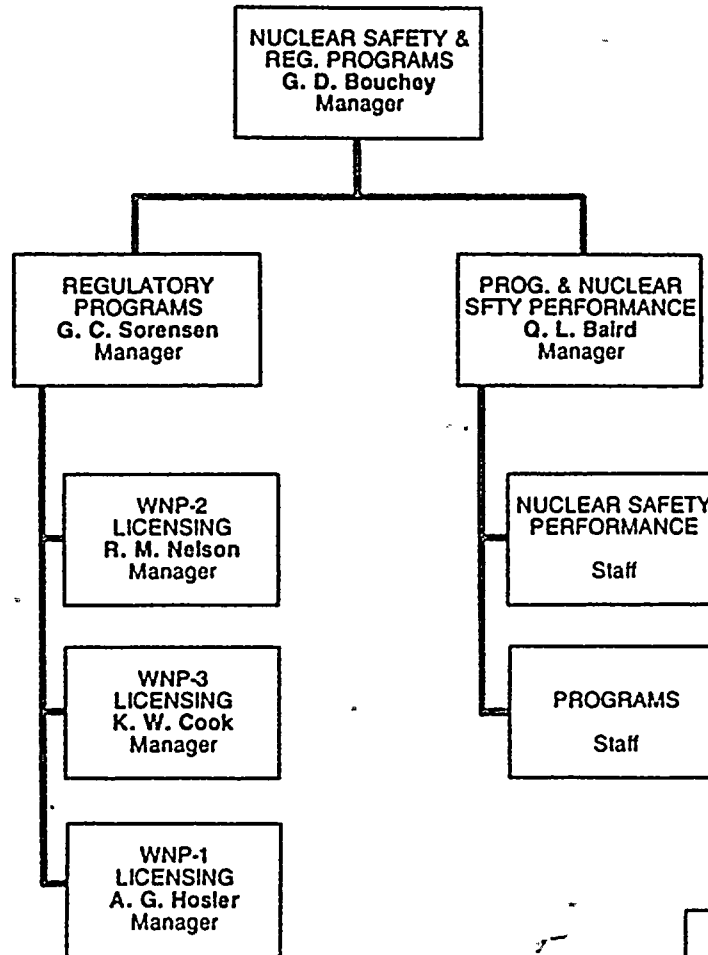 NUCLEAR SAFETY &
REG. PROGRAMS
G. D. Bouchey
Manager
REGULATORY
PROGRAMS
G. C. Sorensen
Manager
PROG. & NUCLEAR
SFTY PERFORMANCE
Q. L. Baird
Manager
WNP-2
LICENSING
R. M. Nelson
Manager
NUCLEAR SAFETY
PERFORMANCE
Staff
WNP-3
LICENSING
K. W. Cook
Manager
PROGRAMS
Staff
WNP-1
LICENSING
A. G. Hosler
Manager